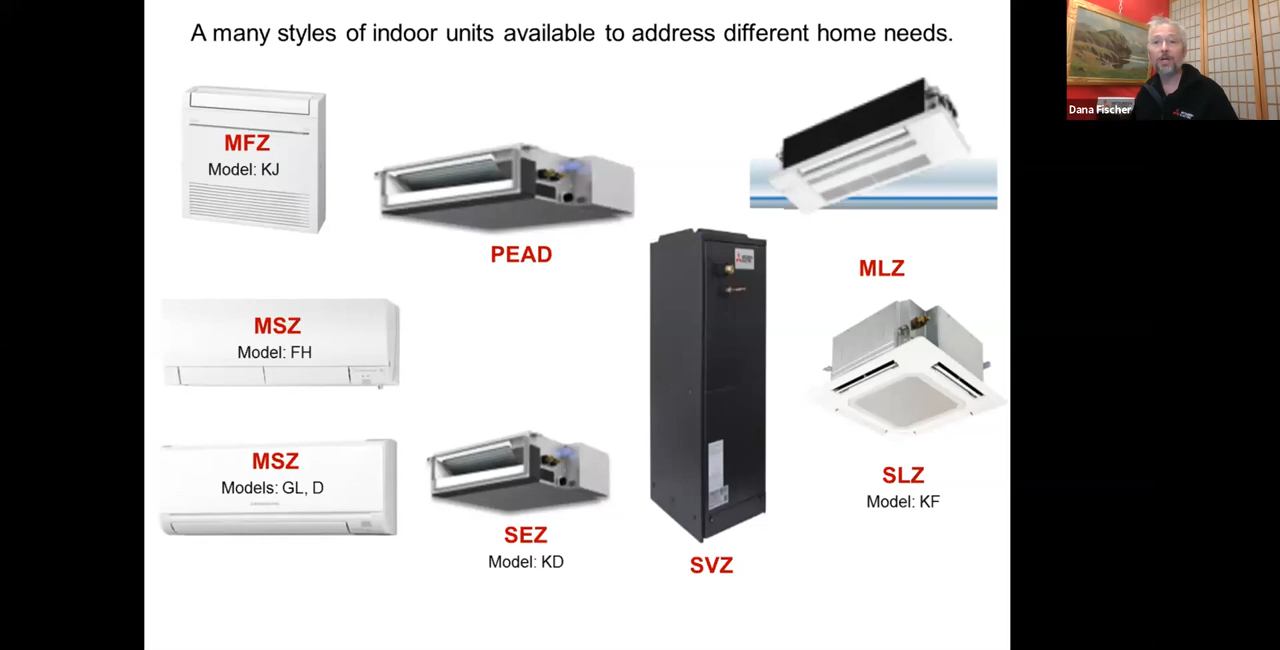 A many styles of indoor units available to address different home needs.
Dana Fischer
MFZ
Model: KJ
PEAD
MLZ
MSZ
Model: FH
MSZ
Models: GL, D
SEZ
Model: KD
SVZ
SLZ
Model: KF